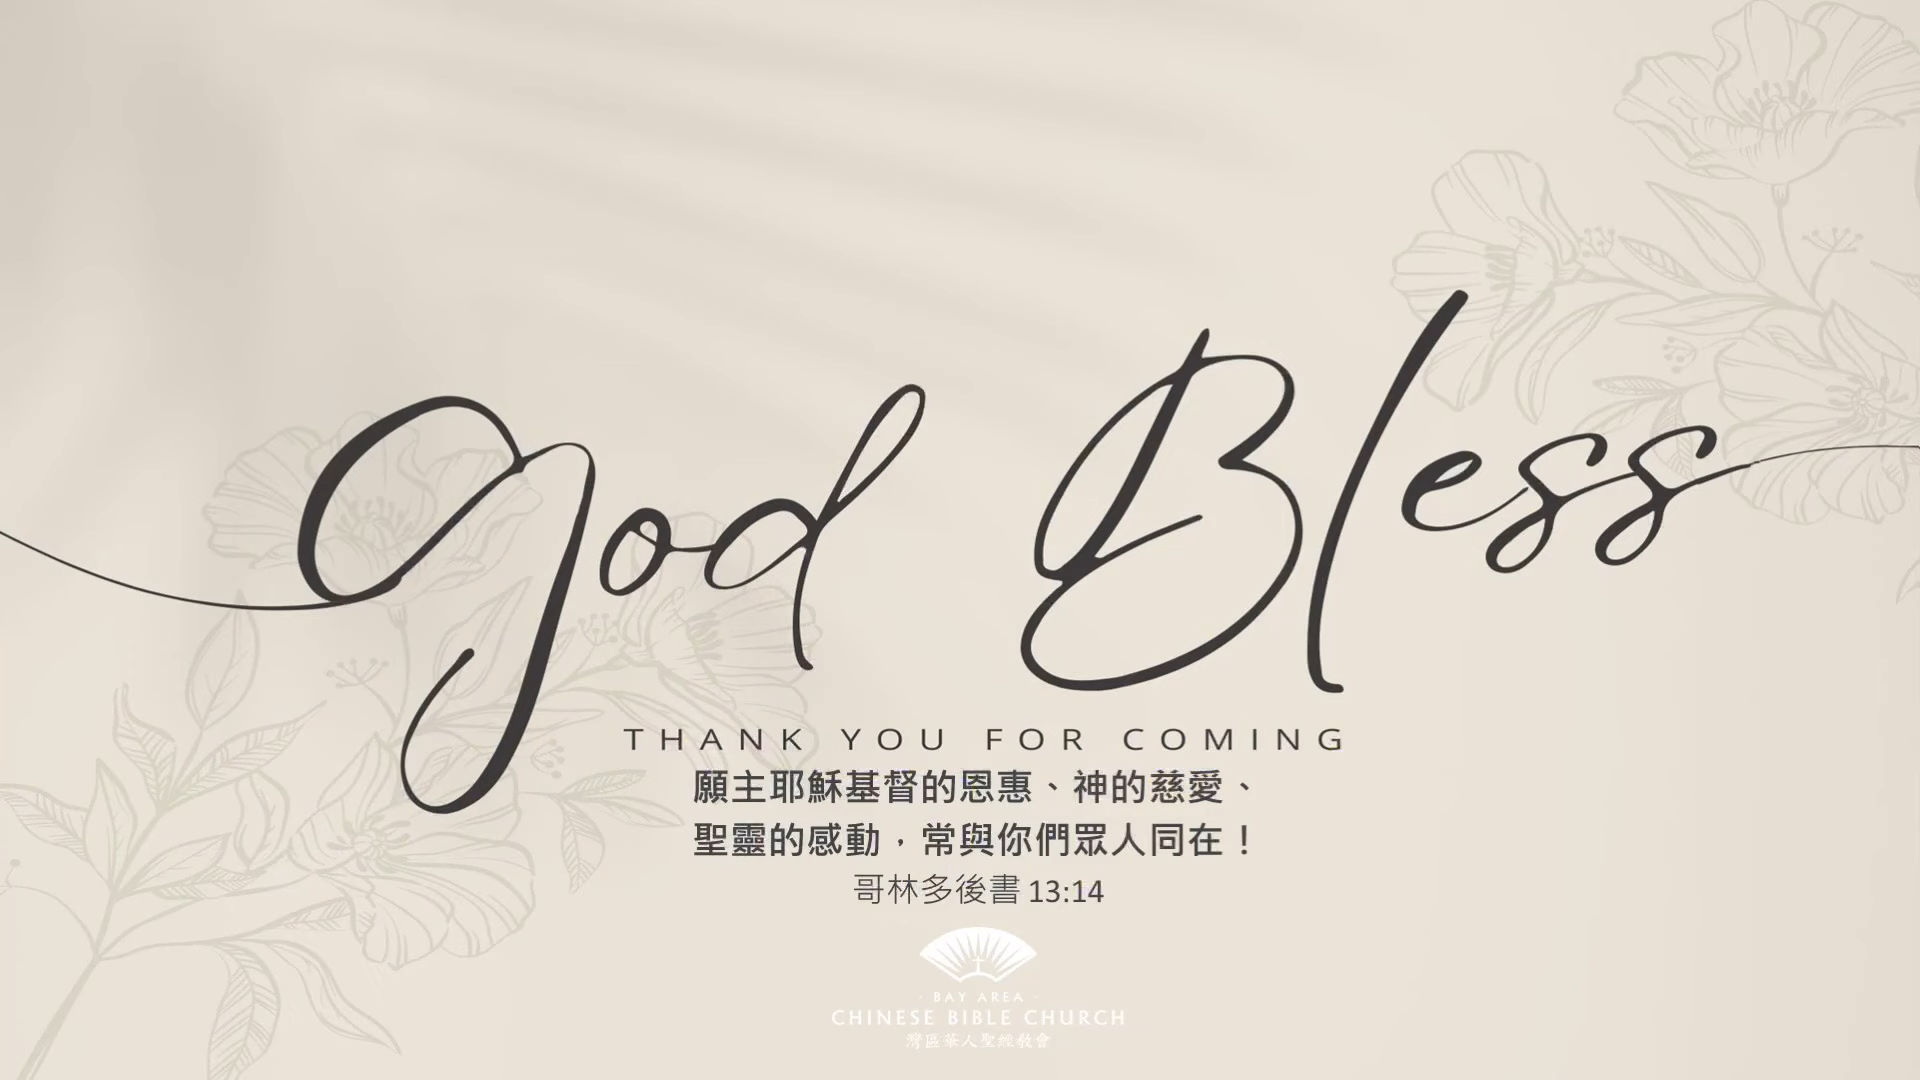 God Bless
THANK YOU FOR COMING
願主耶穌基督的恩惠、神的慈愛、
聖靈的感動，常與你們眾人同在！
哥林多後書 13:14
· BAY AREA ·
CHINESE BIBLE CHURCH
灣區華人聖經教會